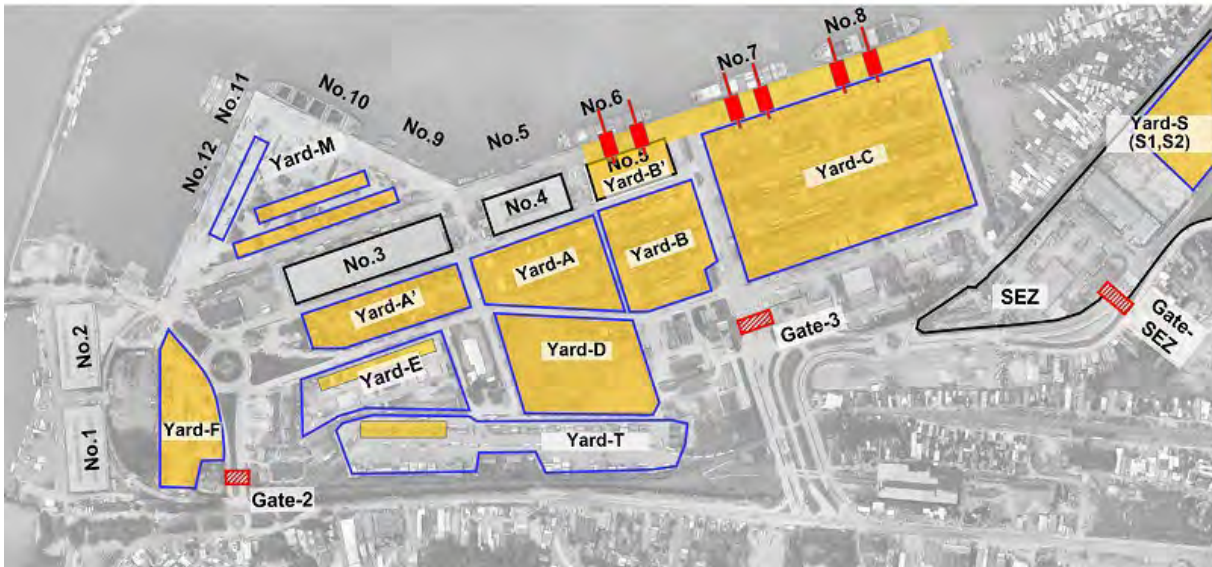 No.8
No.7
No.11
No.10
No.6
No.9
No.5
No.12
Yard-M
No.5
Yard-B'
Yard-C
Yard-S
(S1,S2)
No.4
No.3
Yard-A
Yard-B
Yard-A'
SEZ
Gate-
SEZ
Gate-3
No.2
Yard-D
Yard-E
No.1
Yard-F
Yard-T
Gate-2